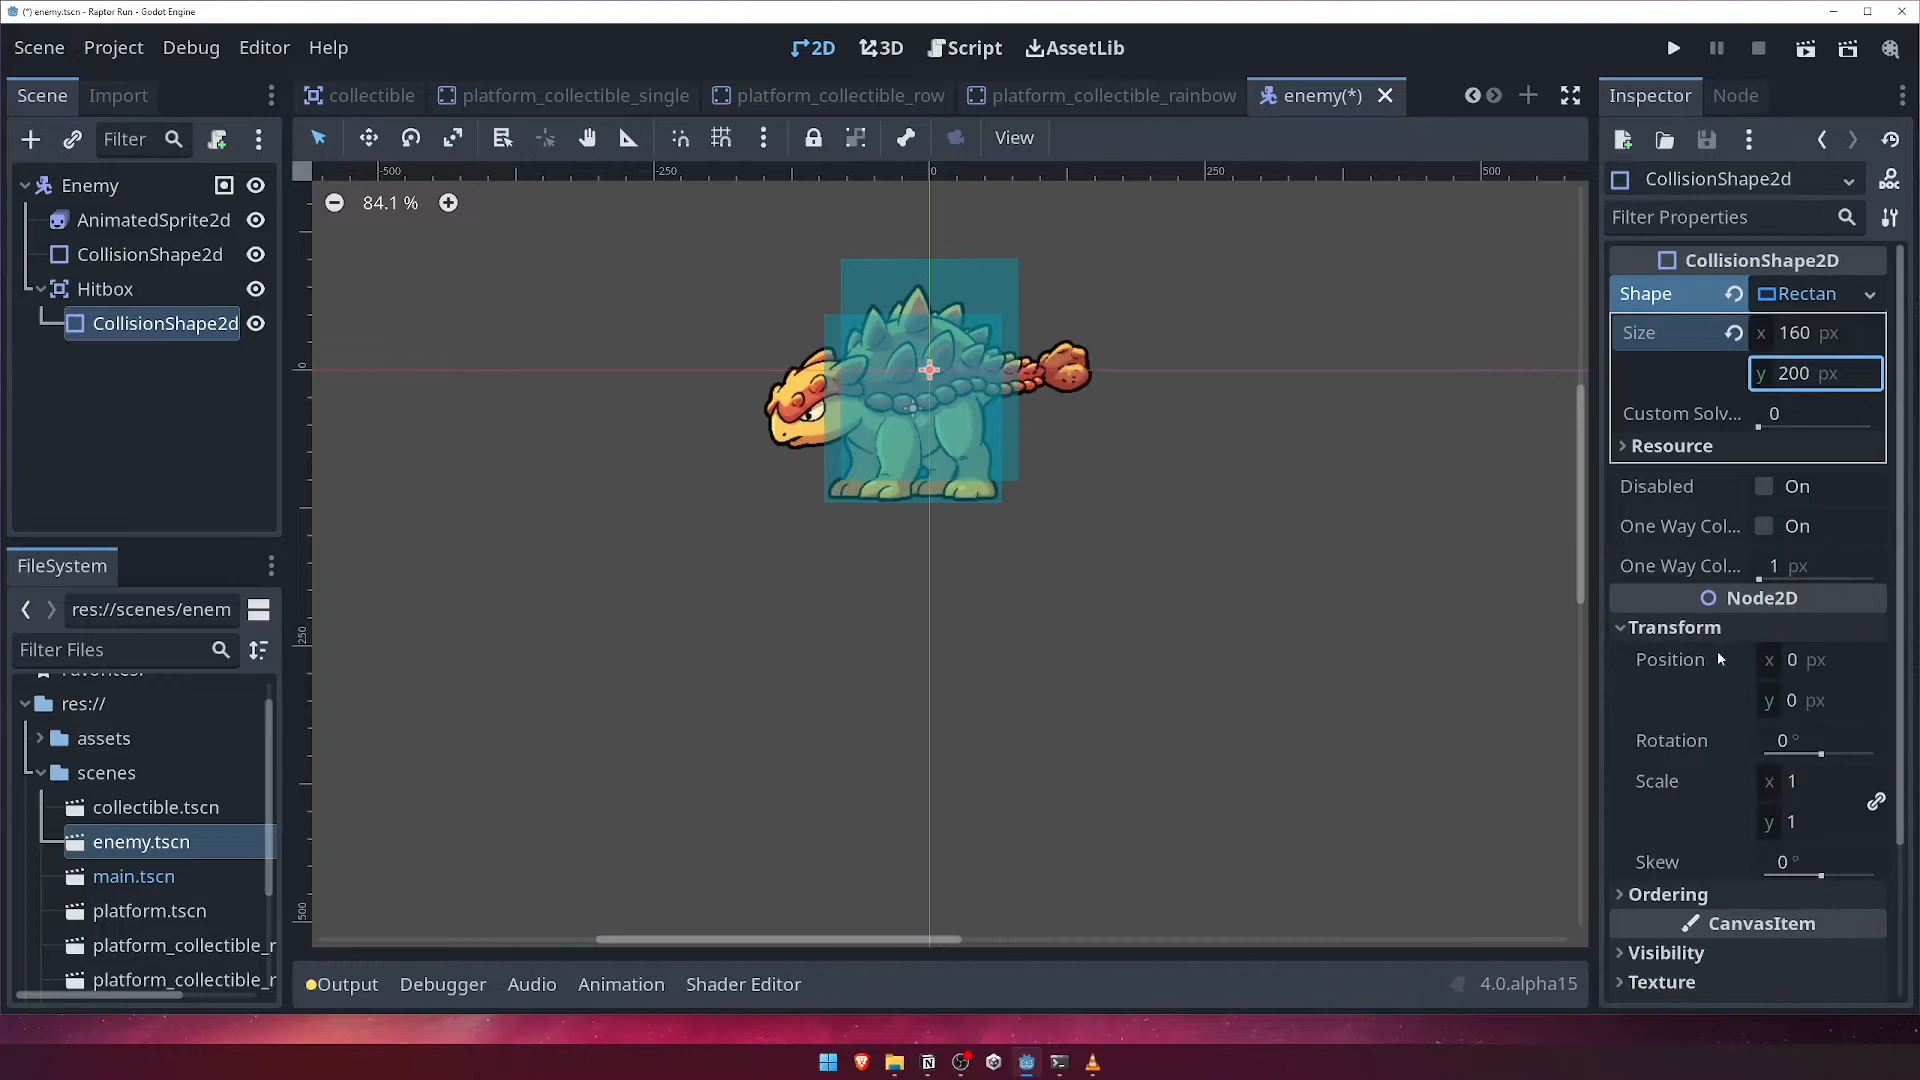 (*) enemy.tscn - Raptor Run - Godot Engine
Scene Project Debug Editor Help
2D 3D Script AssetLib
Scene Import
collectible platform_collectible_single platform_collectible_row platform_collectible_rainbow enemy(*)
Inspector Node
Filter
View
Enemy
AnimatedSprite2d
CollisionShape2d
Hitbox
CollisionShape2d
-500 -250 0 250 500
84.1 %
0
250
500
CollisionShape2d
DOC
Filter Properties
CollisionShape2D
Shape Rectan
Size x 160 px
y 200 px
Custom Solv... 0
Resource
Disabled On
One Way Col... On
One Way Col... 1 px
Node2D
Transform
Position x 0 px
y 0 px
Rotation 0 °
Scale x 1
y 1
Skew 0 °
Ordering
CanvasItem
Visibility
Texture
FileSystem
res://scenes/enem
Filter Files
Favorites:
res://
assets
scenes
collectible.tscn
enemy.tscn
main.tscn
platform.tscn
platform_collectible_r
platform_collectible_r
Output Debugger Audio Animation Shader Editor
4.0.alpha15